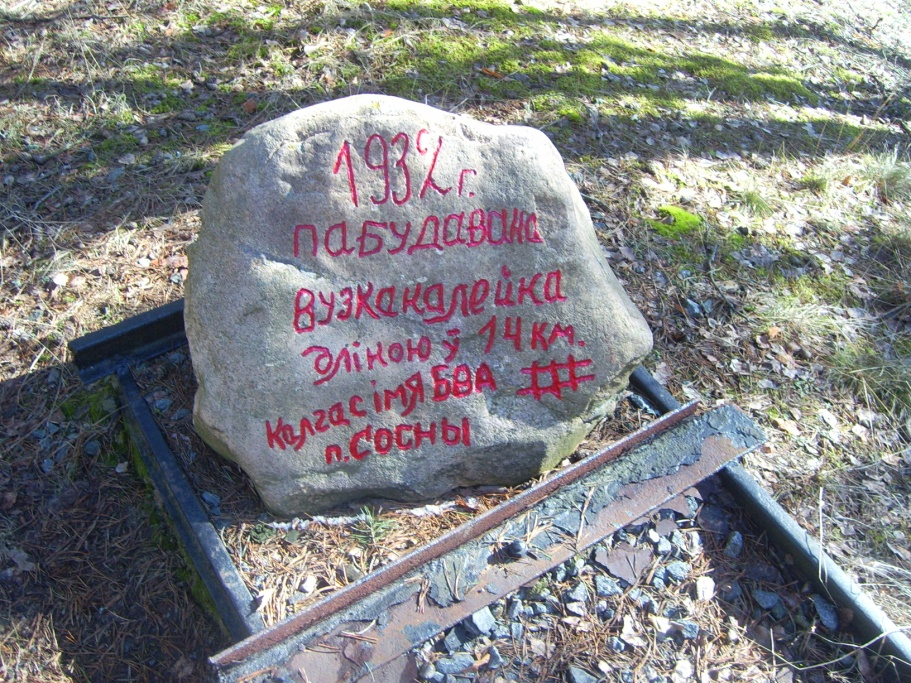 1932 г.
пабудавана
вузкакалейка
дліною ў 14 км.
Калгас імя БВА
п. Сосны